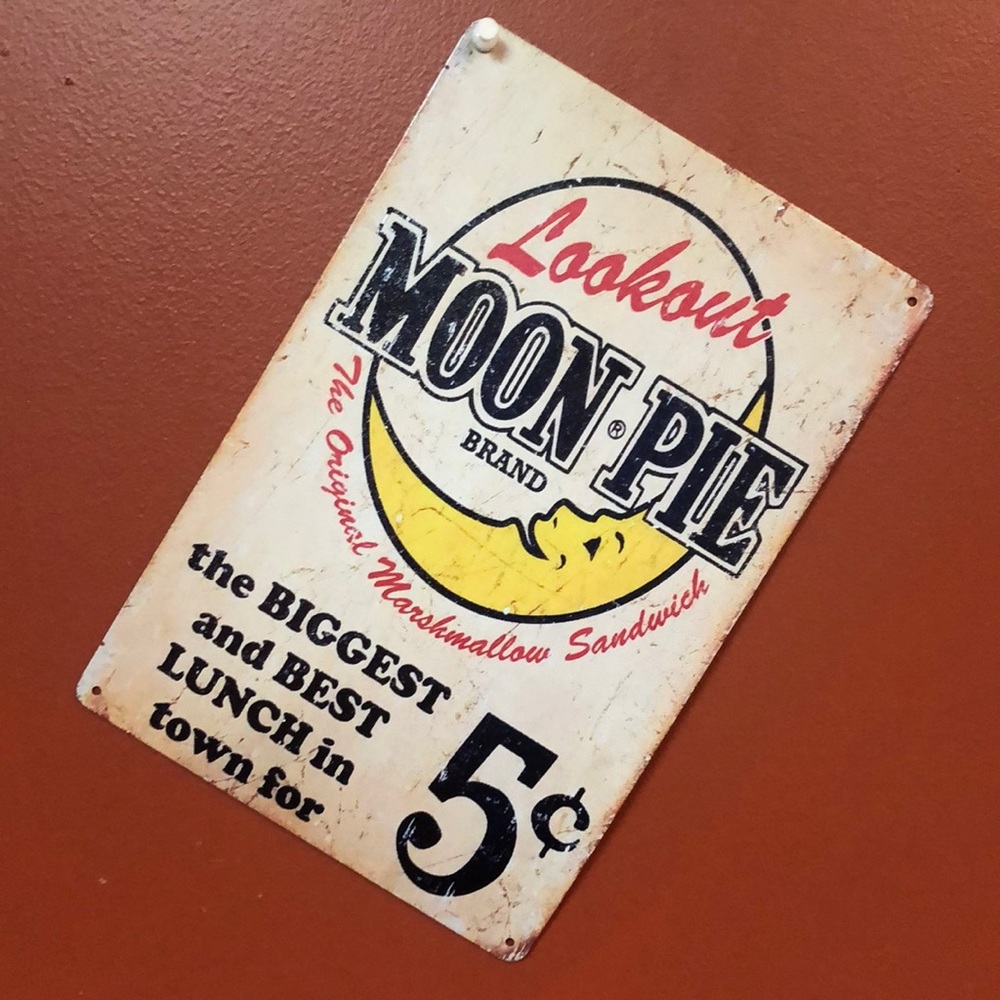 Lookout
MOON PIE
®
BRAND
The Original Marshmallow Sandwich
the BIGGEST
and BEST
LUNCH in
town for
5¢